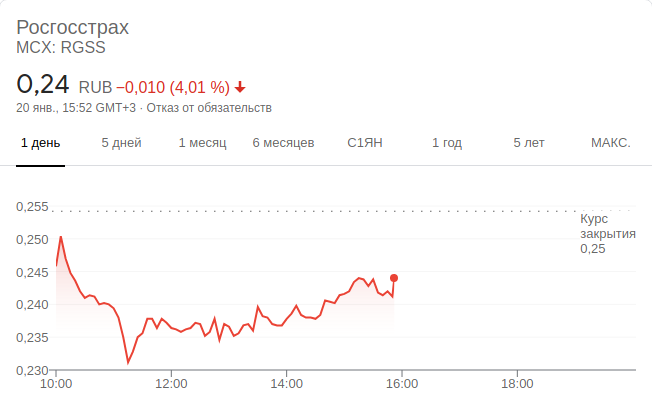 Росгосстрах
MCX: RGSS
0,24 RUB −0,010 (4,01 %)
20 янв., 15:52 GMT+3 · Отказ от обязательств
1 день 5 дней 1 месяц 6 месяцев С1ЯН 1 год 5 лет МАКС.
0,255
Курс
закрытия
0,25
0,250
0,245
0,240
0,235
0,230
10:00 12:00 14:00 16:00 18:00